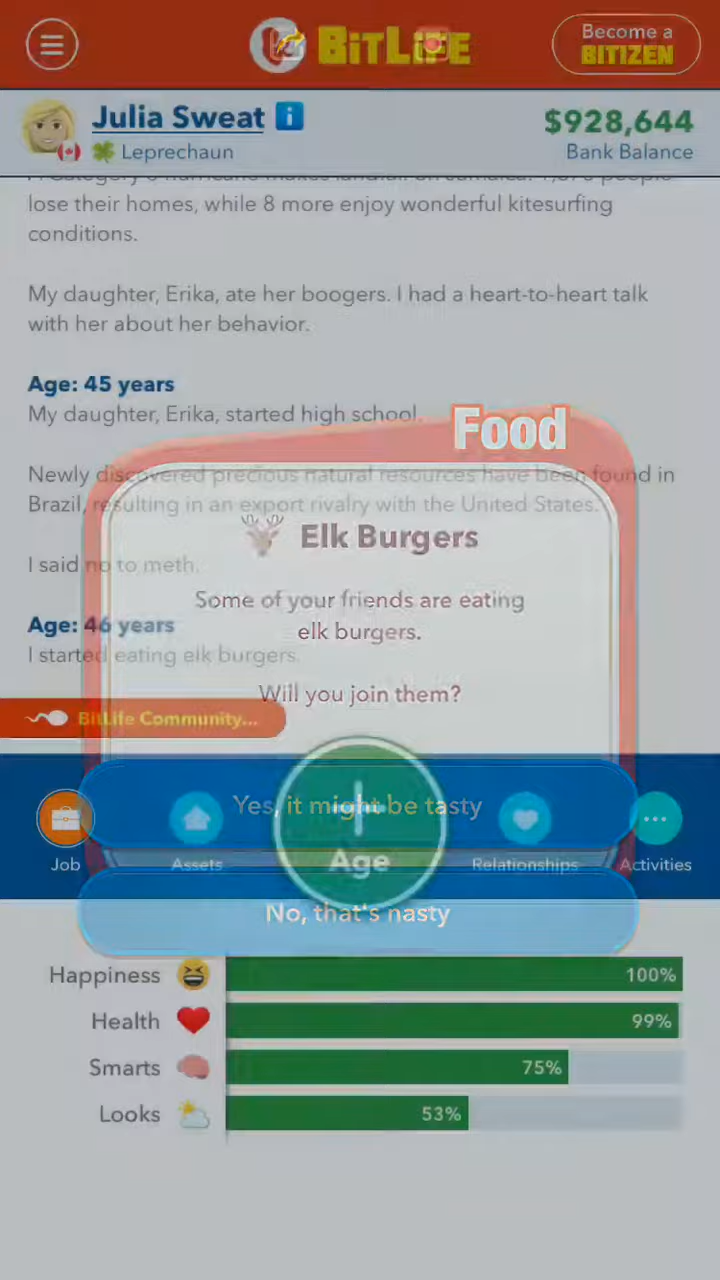 BITLIFE
Become a
BITIZEN
Julia Sweat
$928,644
Leprechaun
Bank Balance
lose their homes, while 8 more enjoy wonderful kitesurfing
conditions.
My daughter, Erika, ate her boogers. I had a heart-to-heart talk
with her about her behavior.
Age: 45 years
My daughter, Erika, started high school.
Food
Newly discovered precious natural resources have been found in
Brazil, resulting in an export rivalry with the United States.
Elk Burgers
I said no to meth.
Some of your friends are eating
elk burgers.
Age: 46 years
I started eating elk burgers.
Will you join them?
BitLife Community...
Yes, it might be tasty
Job
Assets
Age
Relationships
Activities
No, that's nasty
Happiness
100%
Health
99%
Smarts
75%
Looks
53%